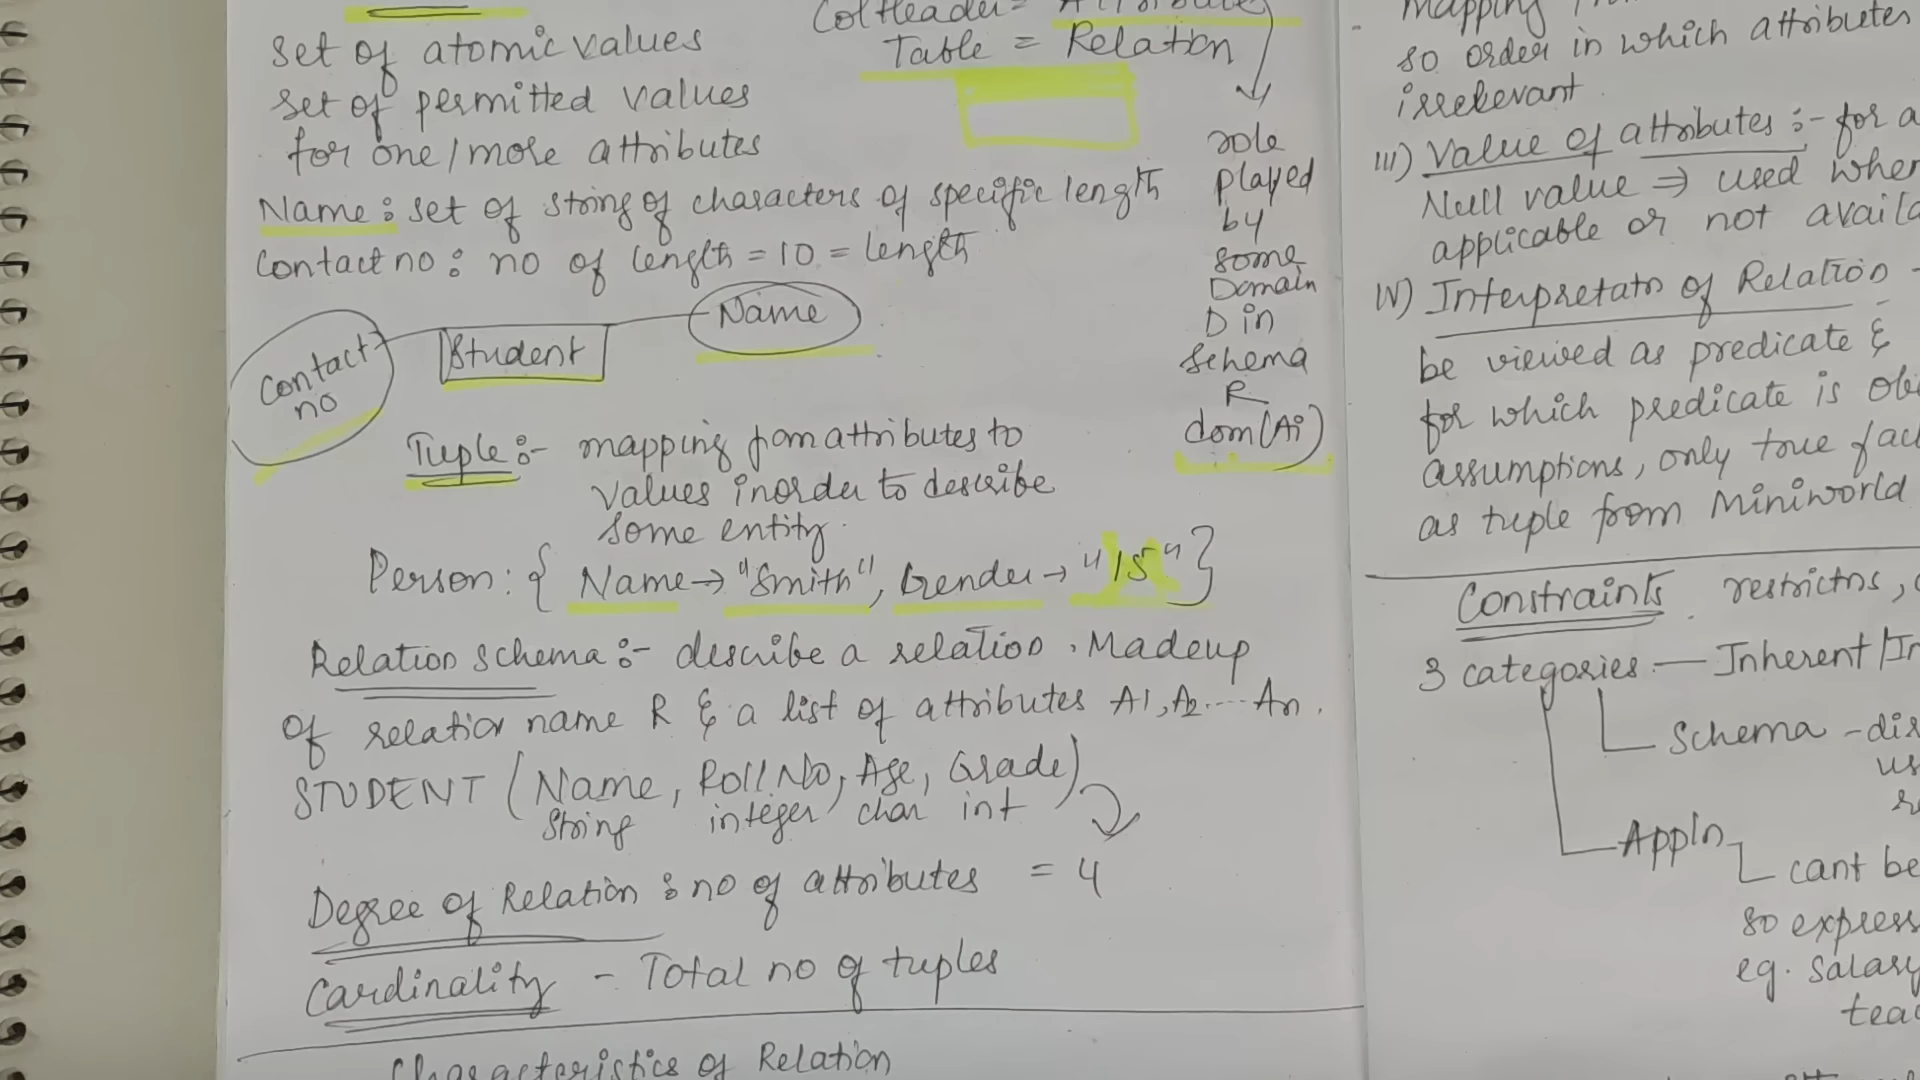 Col Header = Attribute
set of atomic values
Table = Relation
set of permitted values
for one/more attributes
Name: set of string of characters of specific length
Contact no: no of length = 10 = length
role
played
by
some
Domain
D in
Schema
R
dom(Ai)
Contact
no
Student
Name
Tuple:- mapping from attributes to
values inorder to describe
some entity.
Person: { Name → "Smith", Gender → "15" }
Relation schema:- describe a relation. Madeup
of relation name R & a list of attributes A1, A2....An.
STUDENT (Name, Roll.No, Age, Grade)
String integer char int
Degree of Relation: no of attributes = 4
Cardinality - Total no of tuples
Characteristics of Relation
mapping
so order in which attributes
irrelevant.
III) Value of attributes :- for a
Null value ⇒ used when
applicable or not availa
IV) Interpretatn of Relation -
be viewed as predicate &
for which predicate is
assumptions, only true fac
as tuple from Miniworld
Constraints restrictns,
3 categories — Inherent/In
Schema - dir
us
Appln
cant be
so express
eg. salary
teac